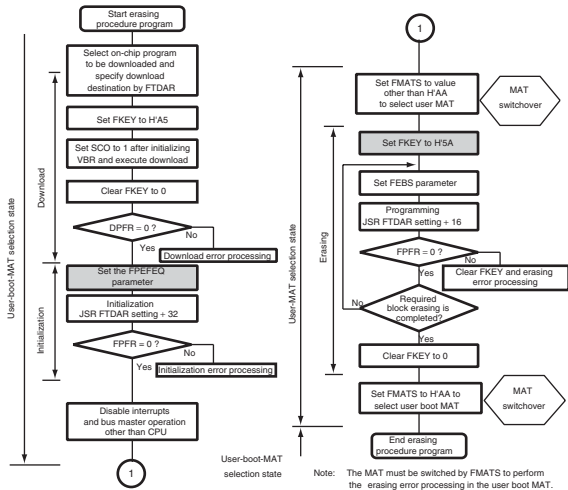 Start erasing
procedure program
Select on-chip program
to be downloaded and
specify download
destination by FTDAR
Set FKEY to H'A5
Set SCO to 1 after initializing
VBR and execute download
Clear FKEY to 0
DPFR = 0 ?
No
Yes
Download error processing
Set the FPEFEQ
parameter
Initialization
JSR FTDAR setting + 32
FPFR = 0 ?
No
Yes
Initialization error processing
Disable interrupts
and bus master operation
other than CPU
1
User-boot-MAT selection state
Download
Initialization
User-boot-MAT
selection state
1
Set FMATS to value
other than H'AA
to select user MAT
MAT
switchover
Set FKEY to H'5A
Set FEBS parameter
Programming
JSR FTDAR setting + 16
FPFR = 0 ?
No
Yes
Clear FKEY and erasing
error processing
Required
block erasing is
completed?
No
Yes
Clear FKEY to 0
Set FMATS to H'AA to
select user boot MAT
MAT
switchover
End erasing
procedure program
User-MAT selection state
Erasing
Note: The MAT must be switched by FMATS to perform
the erasing error processing in the user boot MAT.